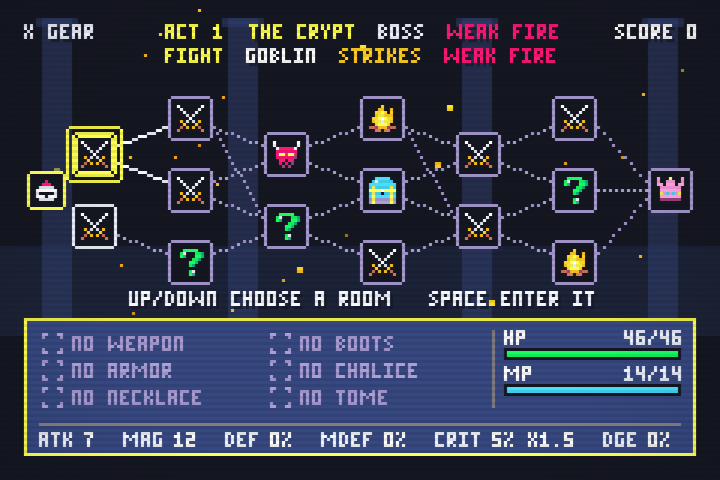 X GEAR
ACT 1 THE CRYPT BOSS WEAK FIRE
SCORE 0
FIGHT GOBLIN STRIKES WEAK FIRE
?
?
?
UP/DOWN CHOOSE A ROOM SPACE ENTER IT
NO WEAPON NO BOOTS
HP 46/46
NO ARMOR NO CHALICE
MP 14/14
NO NECKLACE NO TOME
ATK 7 MAG 12 DEF 0% MDEF 0% CRIT 5% X1.5 DGE 0%